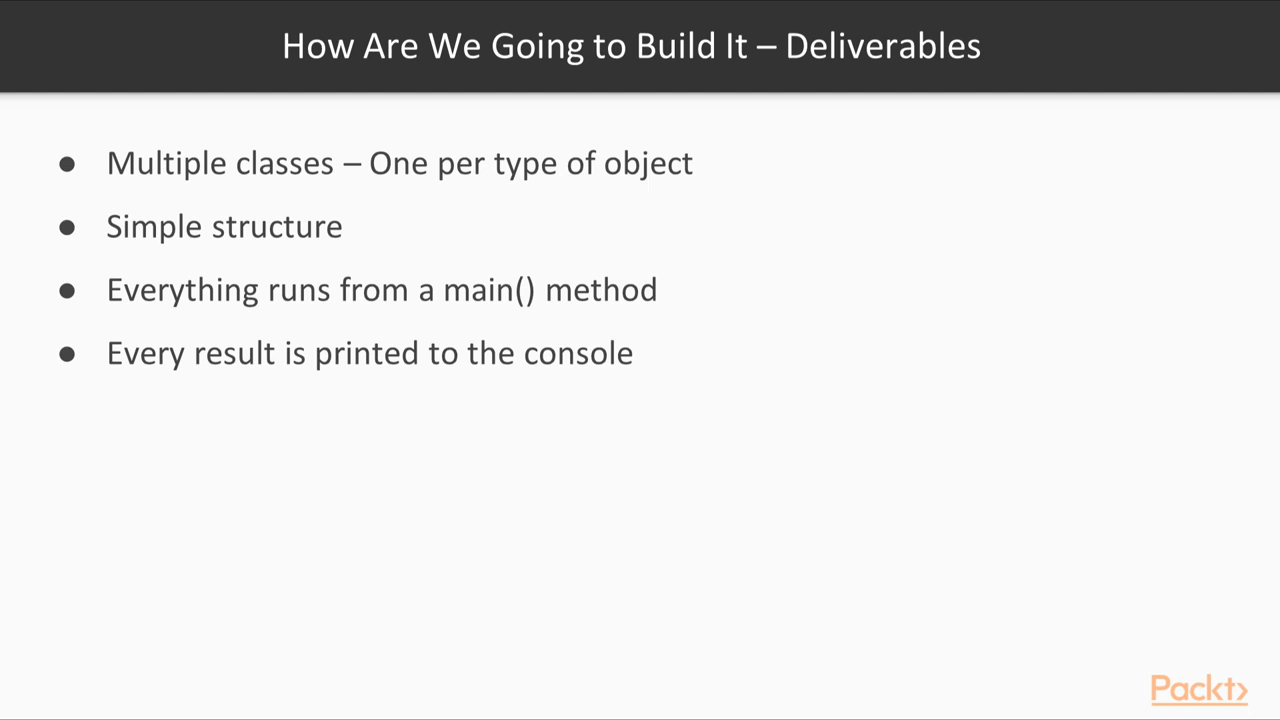 How Are We Going to Build It – Deliverables
● Multiple classes – One per type of object
● Simple structure
● Everything runs from a main() method
● Every result is printed to the console
Packt>